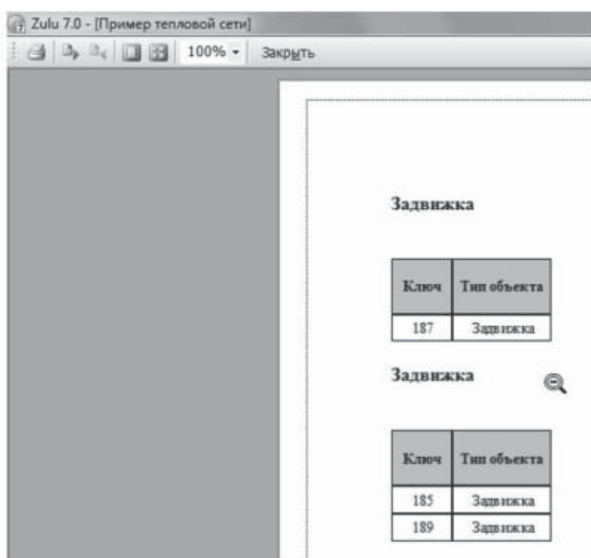 Zulu 7.0 - [Пример тепловой сети]
100% Закрыть
Задвижка
Ключ Тип объекта
187 Задвижка
Задвижка
Ключ Тип объекта
185 Задвижка
189 Задвижка